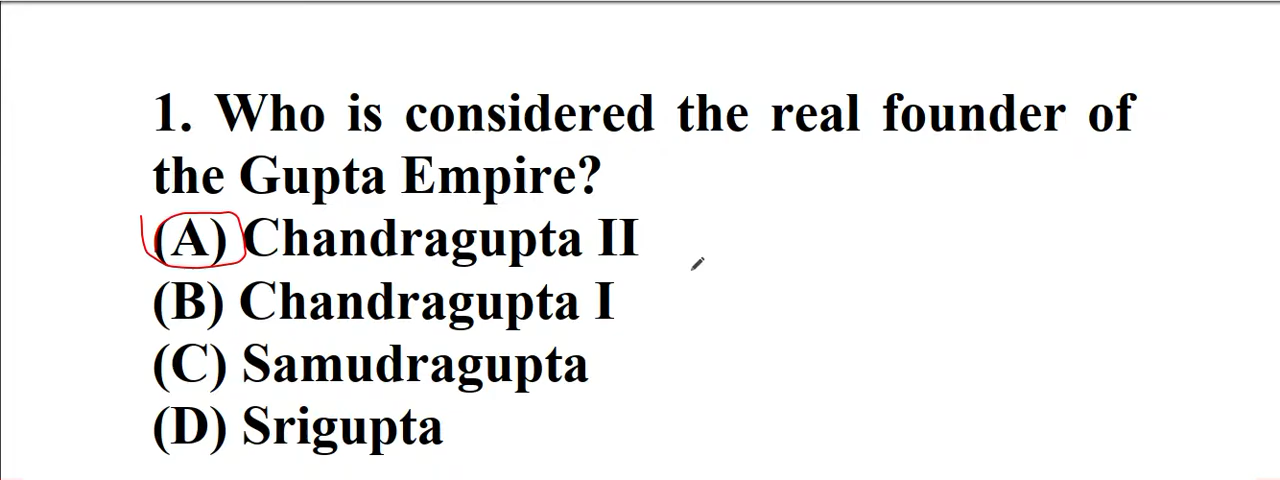 1. Who is considered the real founder of
the Gupta Empire?
(A) Chandragupta II
(B) Chandragupta I
(C) Samudragupta
(D) Srigupta